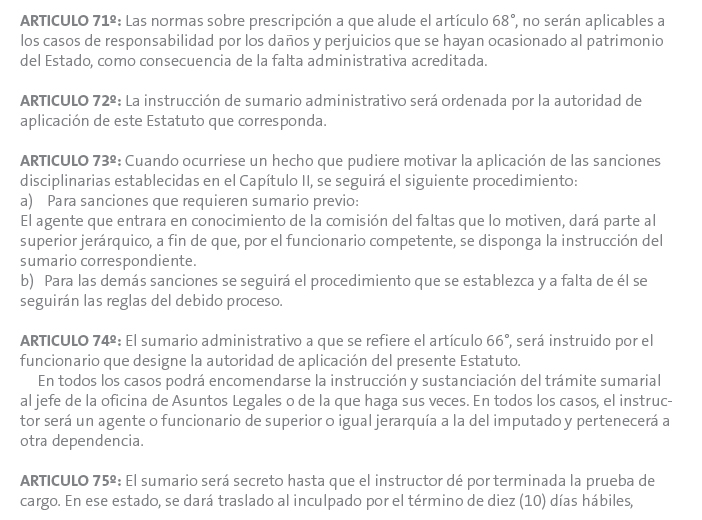 ARTICULO 71º: Las normas sobre prescripción a que alude el artículo 68°, no serán aplicables a
los casos de responsabilidad por los daños y perjuicios que se hayan ocasionado al patrimonio
del Estado, como consecuencia de la falta administrativa acreditada.
ARTICULO 72º: La instrucción de sumario administrativo será ordenada por la autoridad de
aplicación de este Estatuto que corresponda.
ARTICULO 73º: Cuando ocurriese un hecho que pudiere motivar la aplicación de las sanciones
disciplinarias establecidas en el Capítulo II, se seguirá el siguiente procedimiento:
a) Para sanciones que requieren sumario previo:
El agente que entrara en conocimiento de la comisión del faltas que lo motiven, dará parte al
superior jerárquico, a fin de que, por el funcionario competente, se disponga la instrucción del
sumario correspondiente.
b) Para las demás sanciones se seguirá el procedimiento que se establezca y a falta de él se
seguirán las reglas del debido proceso.
ARTICULO 74º: El sumario administrativo a que se refiere el artículo 66°, será instruido por el
funcionario que designe la autoridad de aplicación del presente Estatuto.
En todos los casos podrá encomendarse la instrucción y sustanciación del trámite sumarial
al jefe de la oficina de Asuntos Legales o de la que haga sus veces. En todos los casos, el instruc-
tor será un agente o funcionario de superior o igual jerarquía a la del imputado y pertenecerá a
otra dependencia.
ARTICULO 75º: El sumario será secreto hasta que el instructor dé por terminada la prueba de
cargo. En ese estado, se dará traslado al inculpado por el término de diez (10) días hábiles,